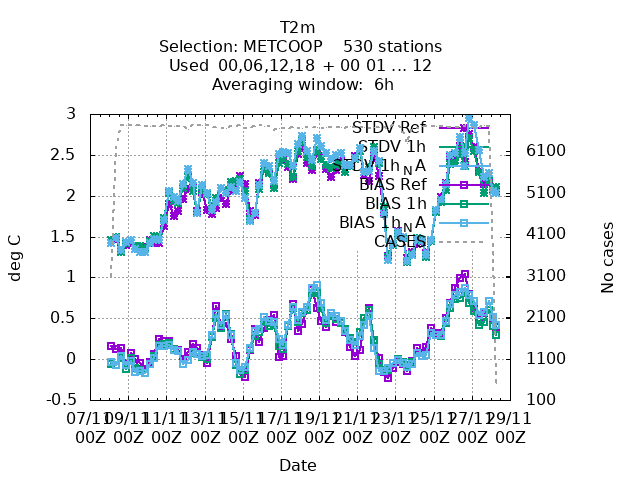 T2m
Selection: METCOOP    530 stations
Used  00,06,12,18 + 00 01 ... 12
Averaging window:  6h
3
2.5
2
1.5
1
0.5
0
-0.5
deg C
6100
5100
4100
3100
2100
1100
100
No cases
STDV Ref
STDV 1h
STDV 1h_NA
BIAS Ref
BIAS 1h
BIAS 1h_NA
CASES
07/11 09/11 11/11 13/11 15/11 17/11 19/11 21/11 23/11 25/11 27/11 29/11
00Z 00Z 00Z 00Z 00Z 00Z 00Z 00Z 00Z 00Z 00Z 00Z
Date